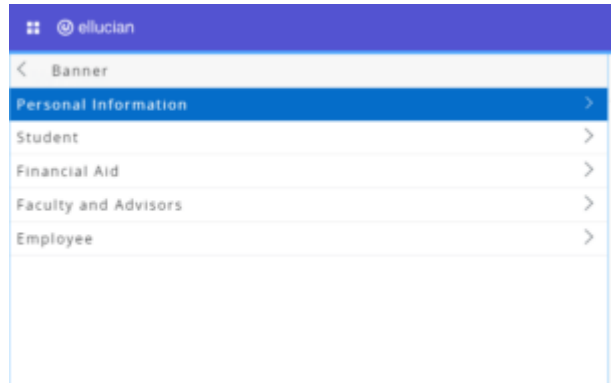 ellucian
Banner
Personal Information
Student
Financial Aid
Faculty and Advisors
Employee